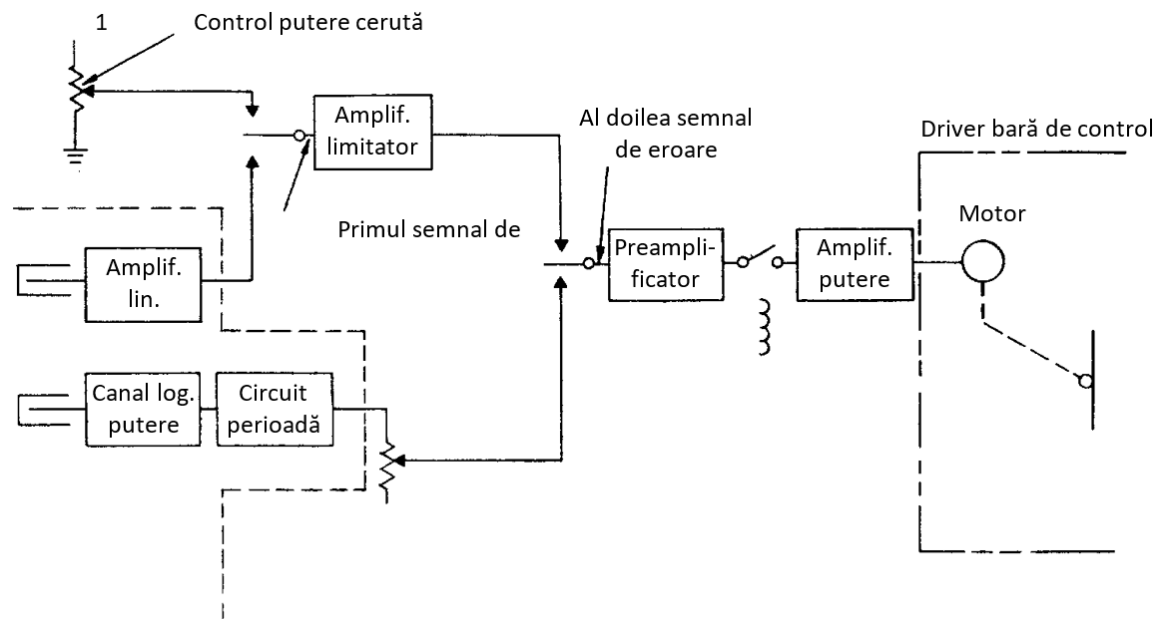 1
Control putere cerută
Amplif.
limitator
Al doilea semnal
de eroare
Driver bară de control
Primul semnal de
Motor
Amplif.
lin.
Preampli-
ficator
Amplif.
putere
Canal log.
putere
Circuit
perioadă